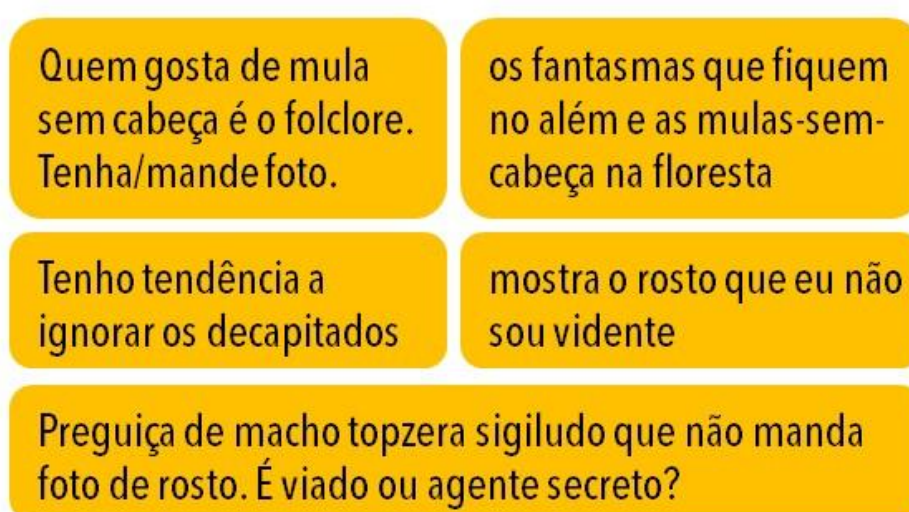 Quem gosta de mula
sem cabeça é o folclore.
Tenha/mande foto.
os fantasmas que fiquem
no além e as mulas-sem-
cabeça na floresta
Tenho tendência a
ignorar os decapitados
mostra o rosto que eu não
sou vidente
Preguiça de macho topzera sigiludo que não manda
foto de rosto. É viado ou agente secreto?